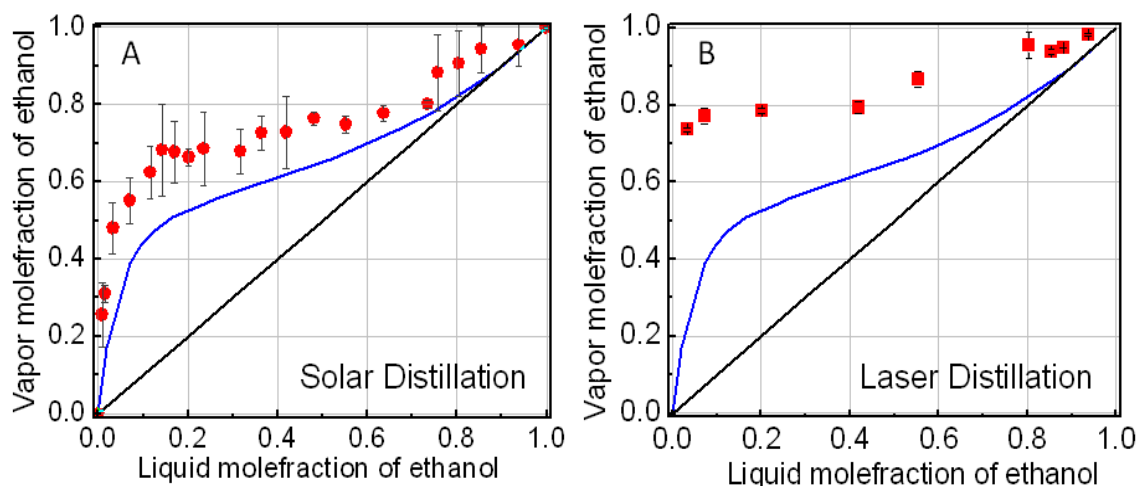 A
Vapor molefraction of ethanol
1.0
0.8
0.6
0.4
0.2
0.0
Solar Distillation
0.0 0.2 0.4 0.6 0.8 1.0
Liquid molefraction of ethanol
B
Vapor molefraction of ethanol
1.0
0.8
0.6
0.4
0.2
0.0
Laser Distillation
0.0 0.2 0.4 0.6 0.8 1.0
Liquid molefraction of ethanol